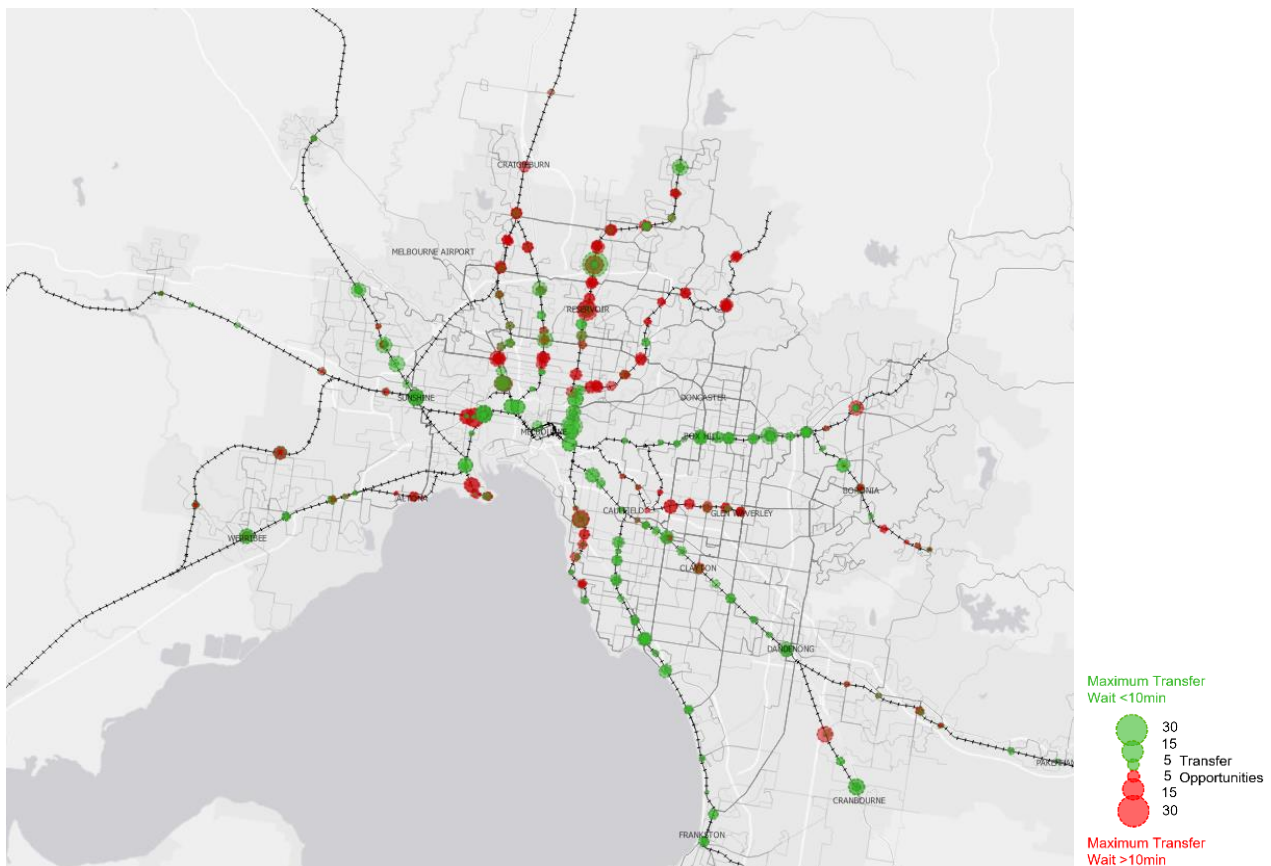 CRAIGIEBURN
MELBOURNE AIRPORT
RESERVOIR
SUNSHINE
DONCASTER
MELBOURNE
BOX HILL
ALTONA
CAULFIELD
GLEN WAVERLEY
BORONIA
WERRIBEE
CLAYTON
DANDENONG
PAKENHAM
CRANBOURNE
FRANKSTON
Maximum Transfer
Wait <10min
30
15
5 Transfer
5 Opportunities
15
30
Maximum Transfer
Wait >10min